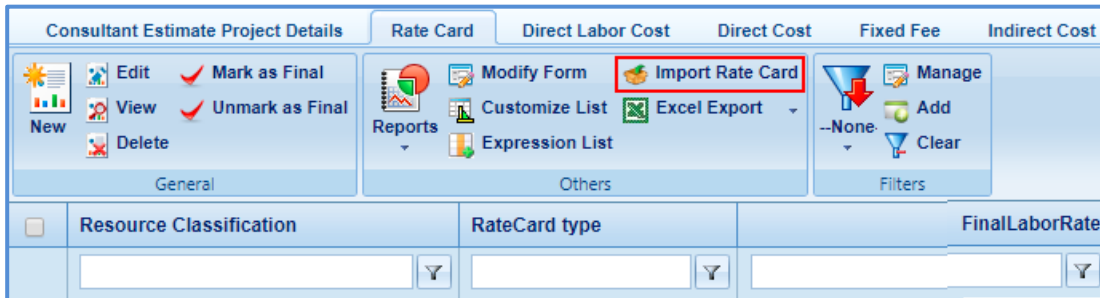 Consultant Estimate Project Details Rate Card Direct Labor Cost Direct Cost Fixed Fee Indirect Cost
New
Edit Mark as Final
View Unmark as Final
Delete
General
Reports
Modify Form Import Rate Card
Customize List Excel Export
Expression List
Others
--None-
Manage
Add
Clear
Filters
Resource Classification RateCard type FinalLaborRate